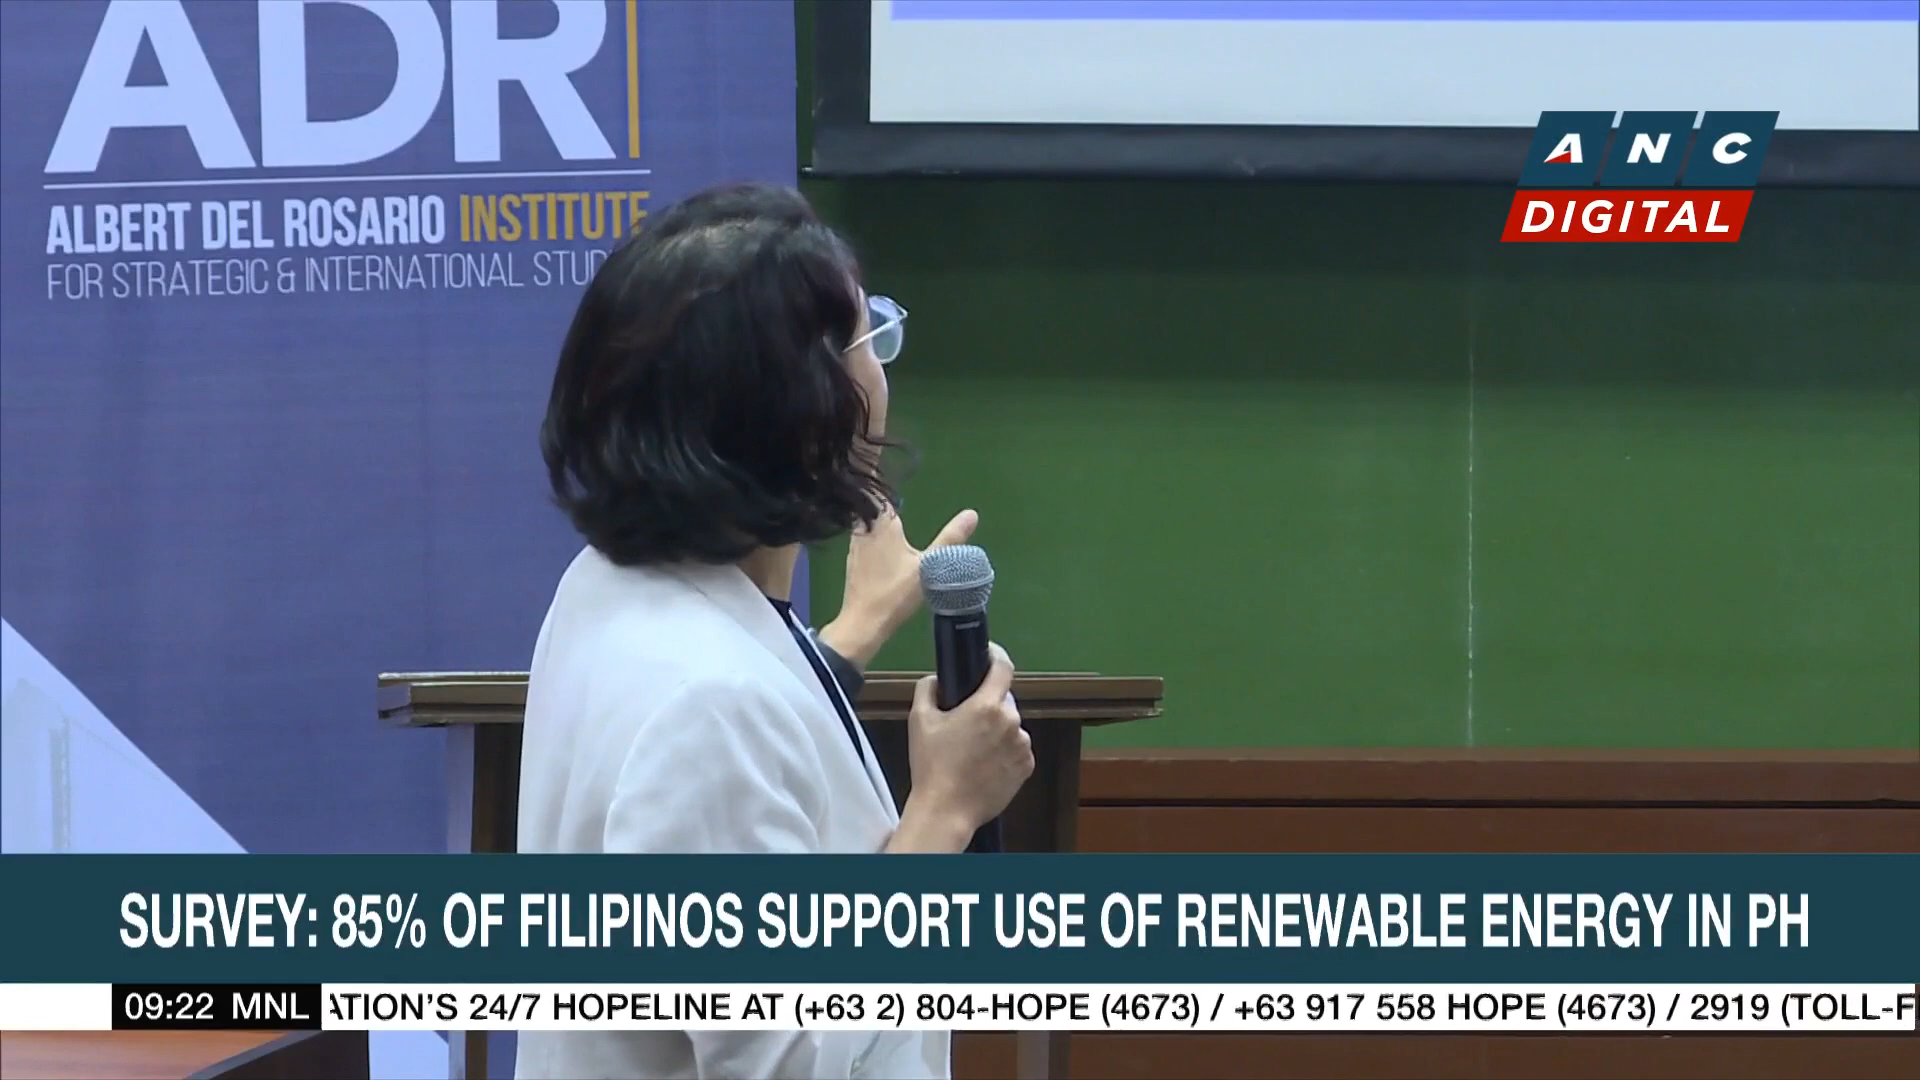 ADR
ALBERT DEL ROSARIO INSTITUTE
FOR STRATEGIC & INTERNATIONAL
ANC
DIGITAL
SURVEY: 85% OF FILIPINOS SUPPORT USE OF RENEWABLE ENERGY IN PH
09:22 MNL
ATION'S 24/7 HOPELINE AT (+63 2) 804-HOPE (4673) / +63 917 558 HOPE (4673) / 2919 (TOLL-F